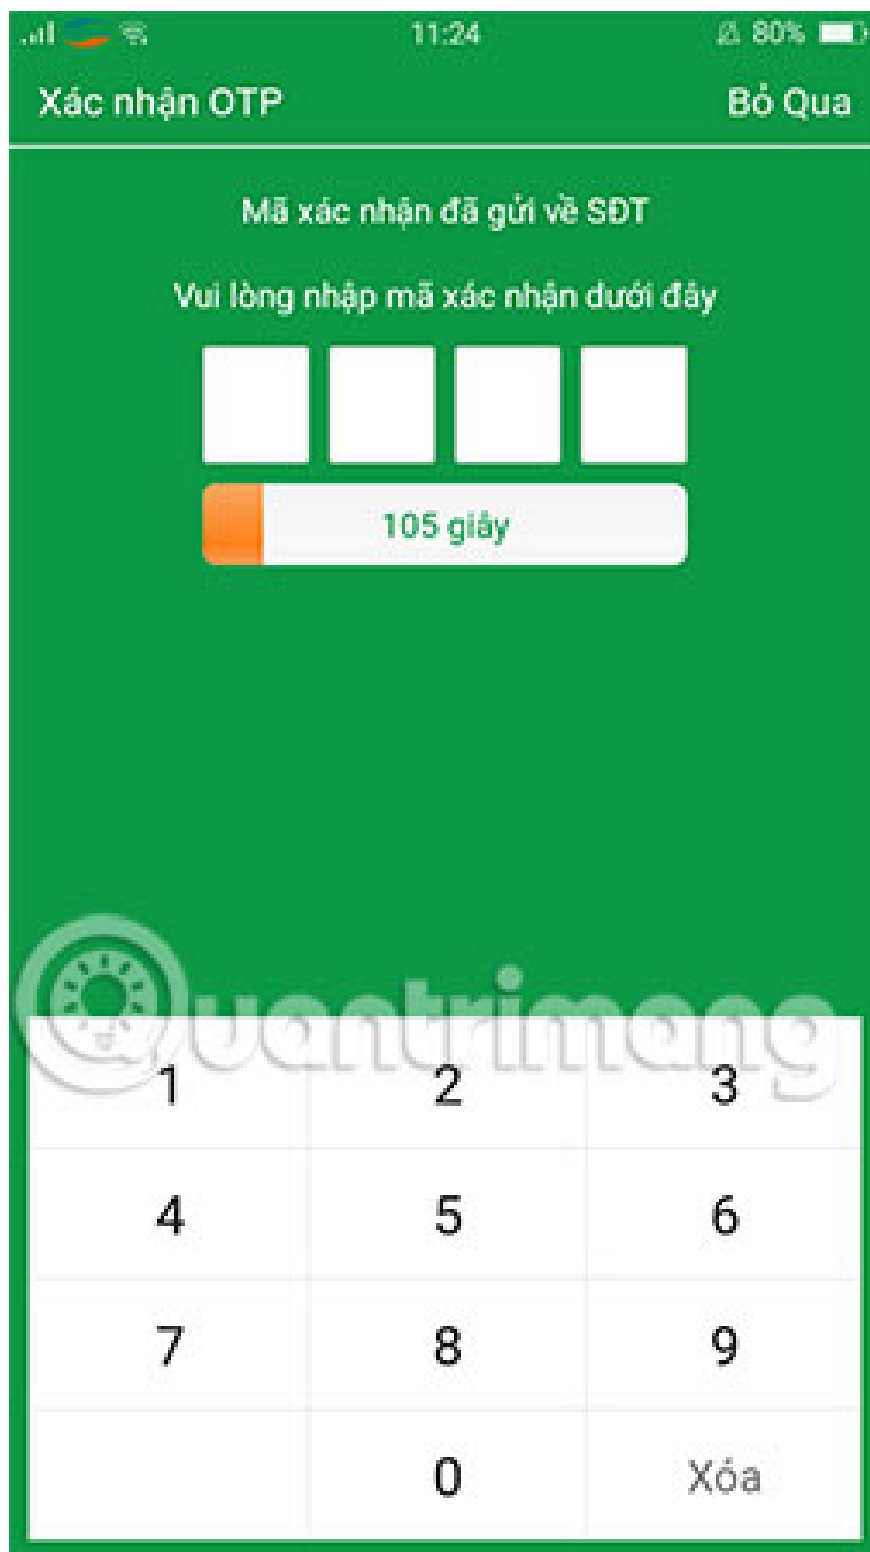 11:24 80%
Xác nhận OTP Bỏ Qua
Mã xác nhận đã gửi về SĐT
Vui lòng nhập mã xác nhận dưới đây
105 giây
Quantrimang
1 2 3
4 5 6
7 8 9
0 Xóa